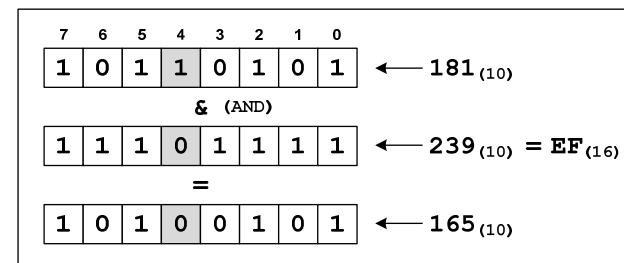 7 6 5 4 3 2 1 0
1 0 1 1 0 1 0 1 ← 181(10)
& (AND)
1 1 1 0 1 1 1 1 ← 239(10) = EF(16)
=
1 0 1 0 0 1 0 1 ← 165(10)